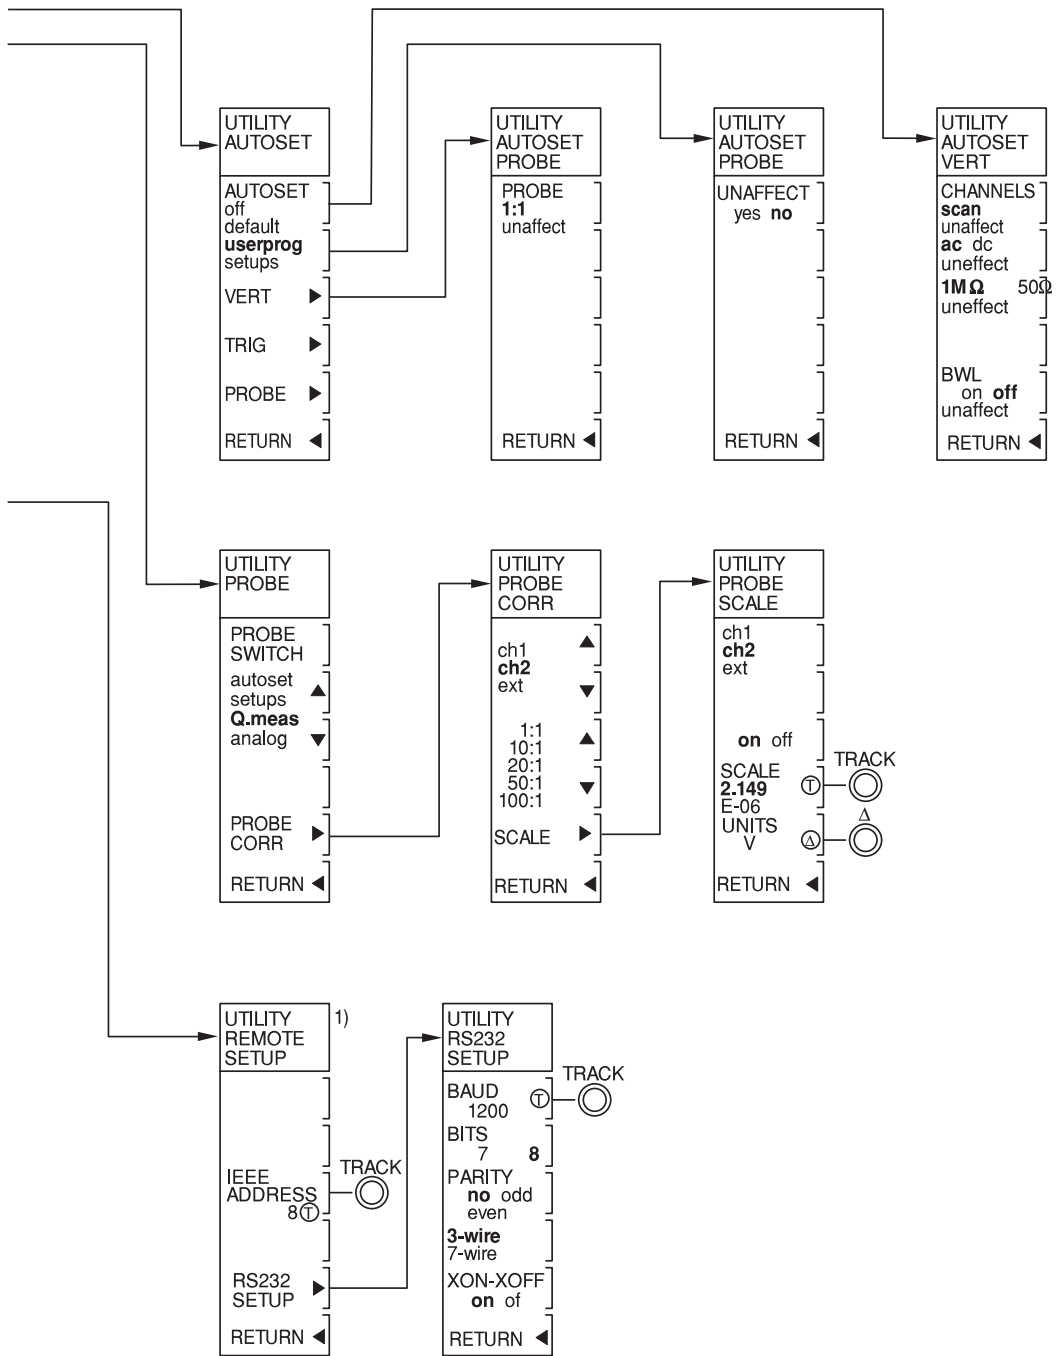 UTILITY
AUTOSET
AUTOSET
off
default
userprog
setups
VERT
TRIG
PROBE
RETURN
UTILITY
AUTOSET
PROBE
PROBE
1:1
unaffect
RETURN
UTILITY
AUTOSET
PROBE
UNAFFECT
yes no
RETURN
UTILITY
AUTOSET
VERT
CHANNELS
scan
unaffect
ac dc
uneffect
1MΩ 50Ω
uneffect
BWL
on off
unaffect
RETURN
UTILITY
PROBE
PROBE
SWITCH
autoset
setups
Q.meas
analog
PROBE
CORR
RETURN
UTILITY
PROBE
CORR
ch1
ch2
ext
1:1
10:1
20:1
50:1
100:1
SCALE
RETURN
UTILITY
PROBE
SCALE
ch1
ch2
ext
on off
SCALE
2.149
E-06
UNITS
V
RETURN
T
TRACK
Δ
Δ
UTILITY
REMOTE
SETUP
1)
IEEE
ADDRESS
8 T
TRACK
RS232
SETUP
RETURN
UTILITY
RS232
SETUP
BAUD
1200
T
TRACK
BITS
7 8
PARITY
no odd
even
3-wire
7-wire
XON-XOFF
on of
RETURN